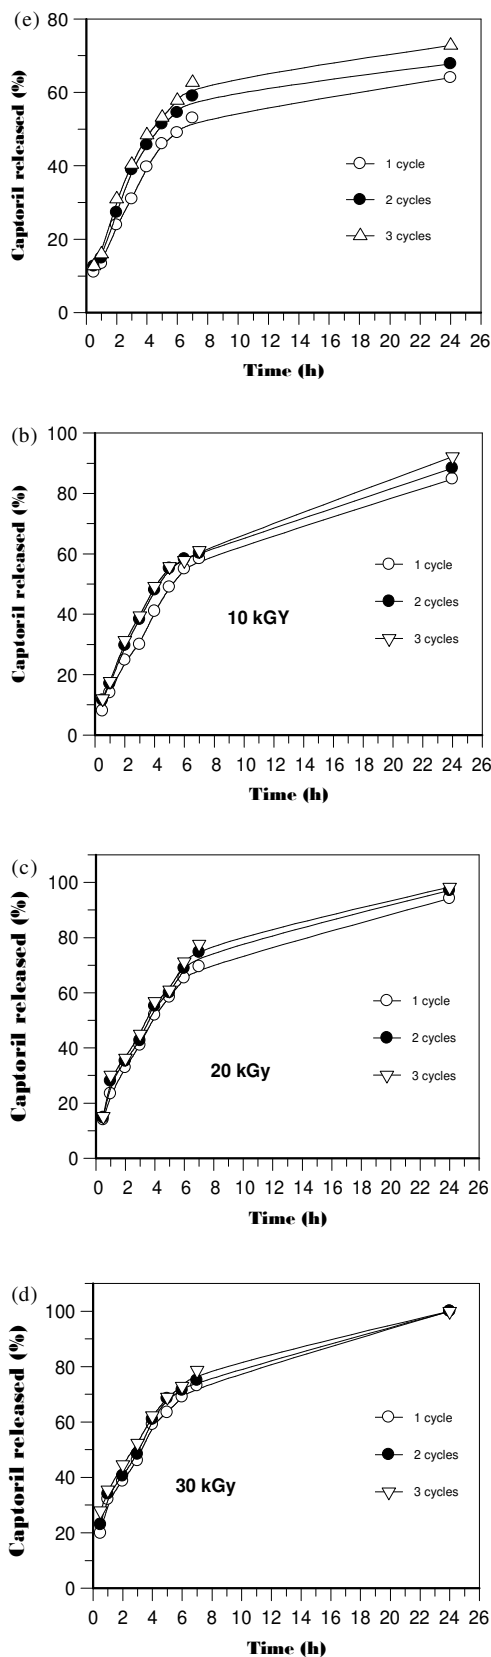 (e)
80
60
40
20
0
Captoril released (%)
1 cycle
2 cycles
3 cycles
0 2 4 6 8 10 12 14 16 18 20 22 24 26
Time (h)
(b)
100
80
60
40
20
0
Captoril released (%)
1 cycle
2 cycles
3 cycles
10 kGY
0 2 4 6 8 10 12 14 16 18 20 22 24 26
Time (h)
(c)
100
80
60
40
20
0
Captoril released (%)
1 cycle
2 cycles
3 cycles
20 kGy
0 2 4 6 8 10 12 14 16 18 20 22 24 26
Time (h)
(d)
100
80
60
40
20
0
Captoril released (%)
1 cycle
2 cycles
3 cycles
30 kGy
0 2 4 6 8 10 12 14 16 18 20 22 24 26
Time (h)